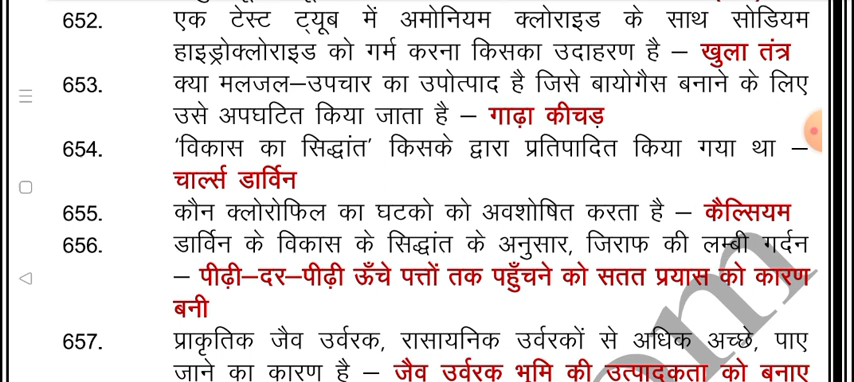 652. एक टेस्ट ट्यूब में अमोनियम क्लोराइड के साथ सोडियम
हाइड्रोक्लोराइड को गर्म करना किसका उदाहरण है – खुला तंत्र
653. क्या मलजल–उपचार का उपोत्पाद है जिसे बायोगैस बनाने के लिए
उसे अपघटित किया जाता है – गाढ़ा कीचड़
654. 'विकास का सिद्धांत' किसके द्वारा प्रतिपादित किया गया था –
चार्ल्स डार्विन
655. कौन क्लोरोफिल का घटको को अवशोषित करता है – कैल्सियम
656. डार्विन के विकास के सिद्धांत के अनुसार, जिराफ की लम्बी गर्दन
– पीढ़ी–दर–पीढ़ी ऊँचे पत्तों तक पहुँचने को सतत प्रयास को कारण
बनी
657. प्राकृतिक जैव उर्वरक, रासायनिक उर्वरकों से अधिक अच्छे, पाए
जाने का कारण है – जैव उर्वरक भूमि की उत्पादकता को बनाए
om